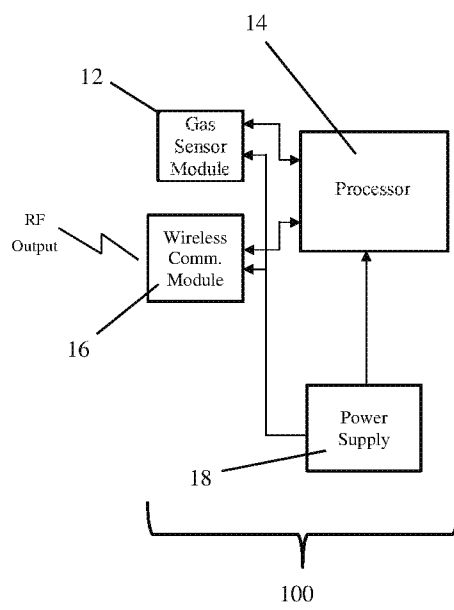 14
12
Gas
Sensor
Module
Processor
RF
Output
Wireless
Comm.
Module
16
Power
Supply
18
100